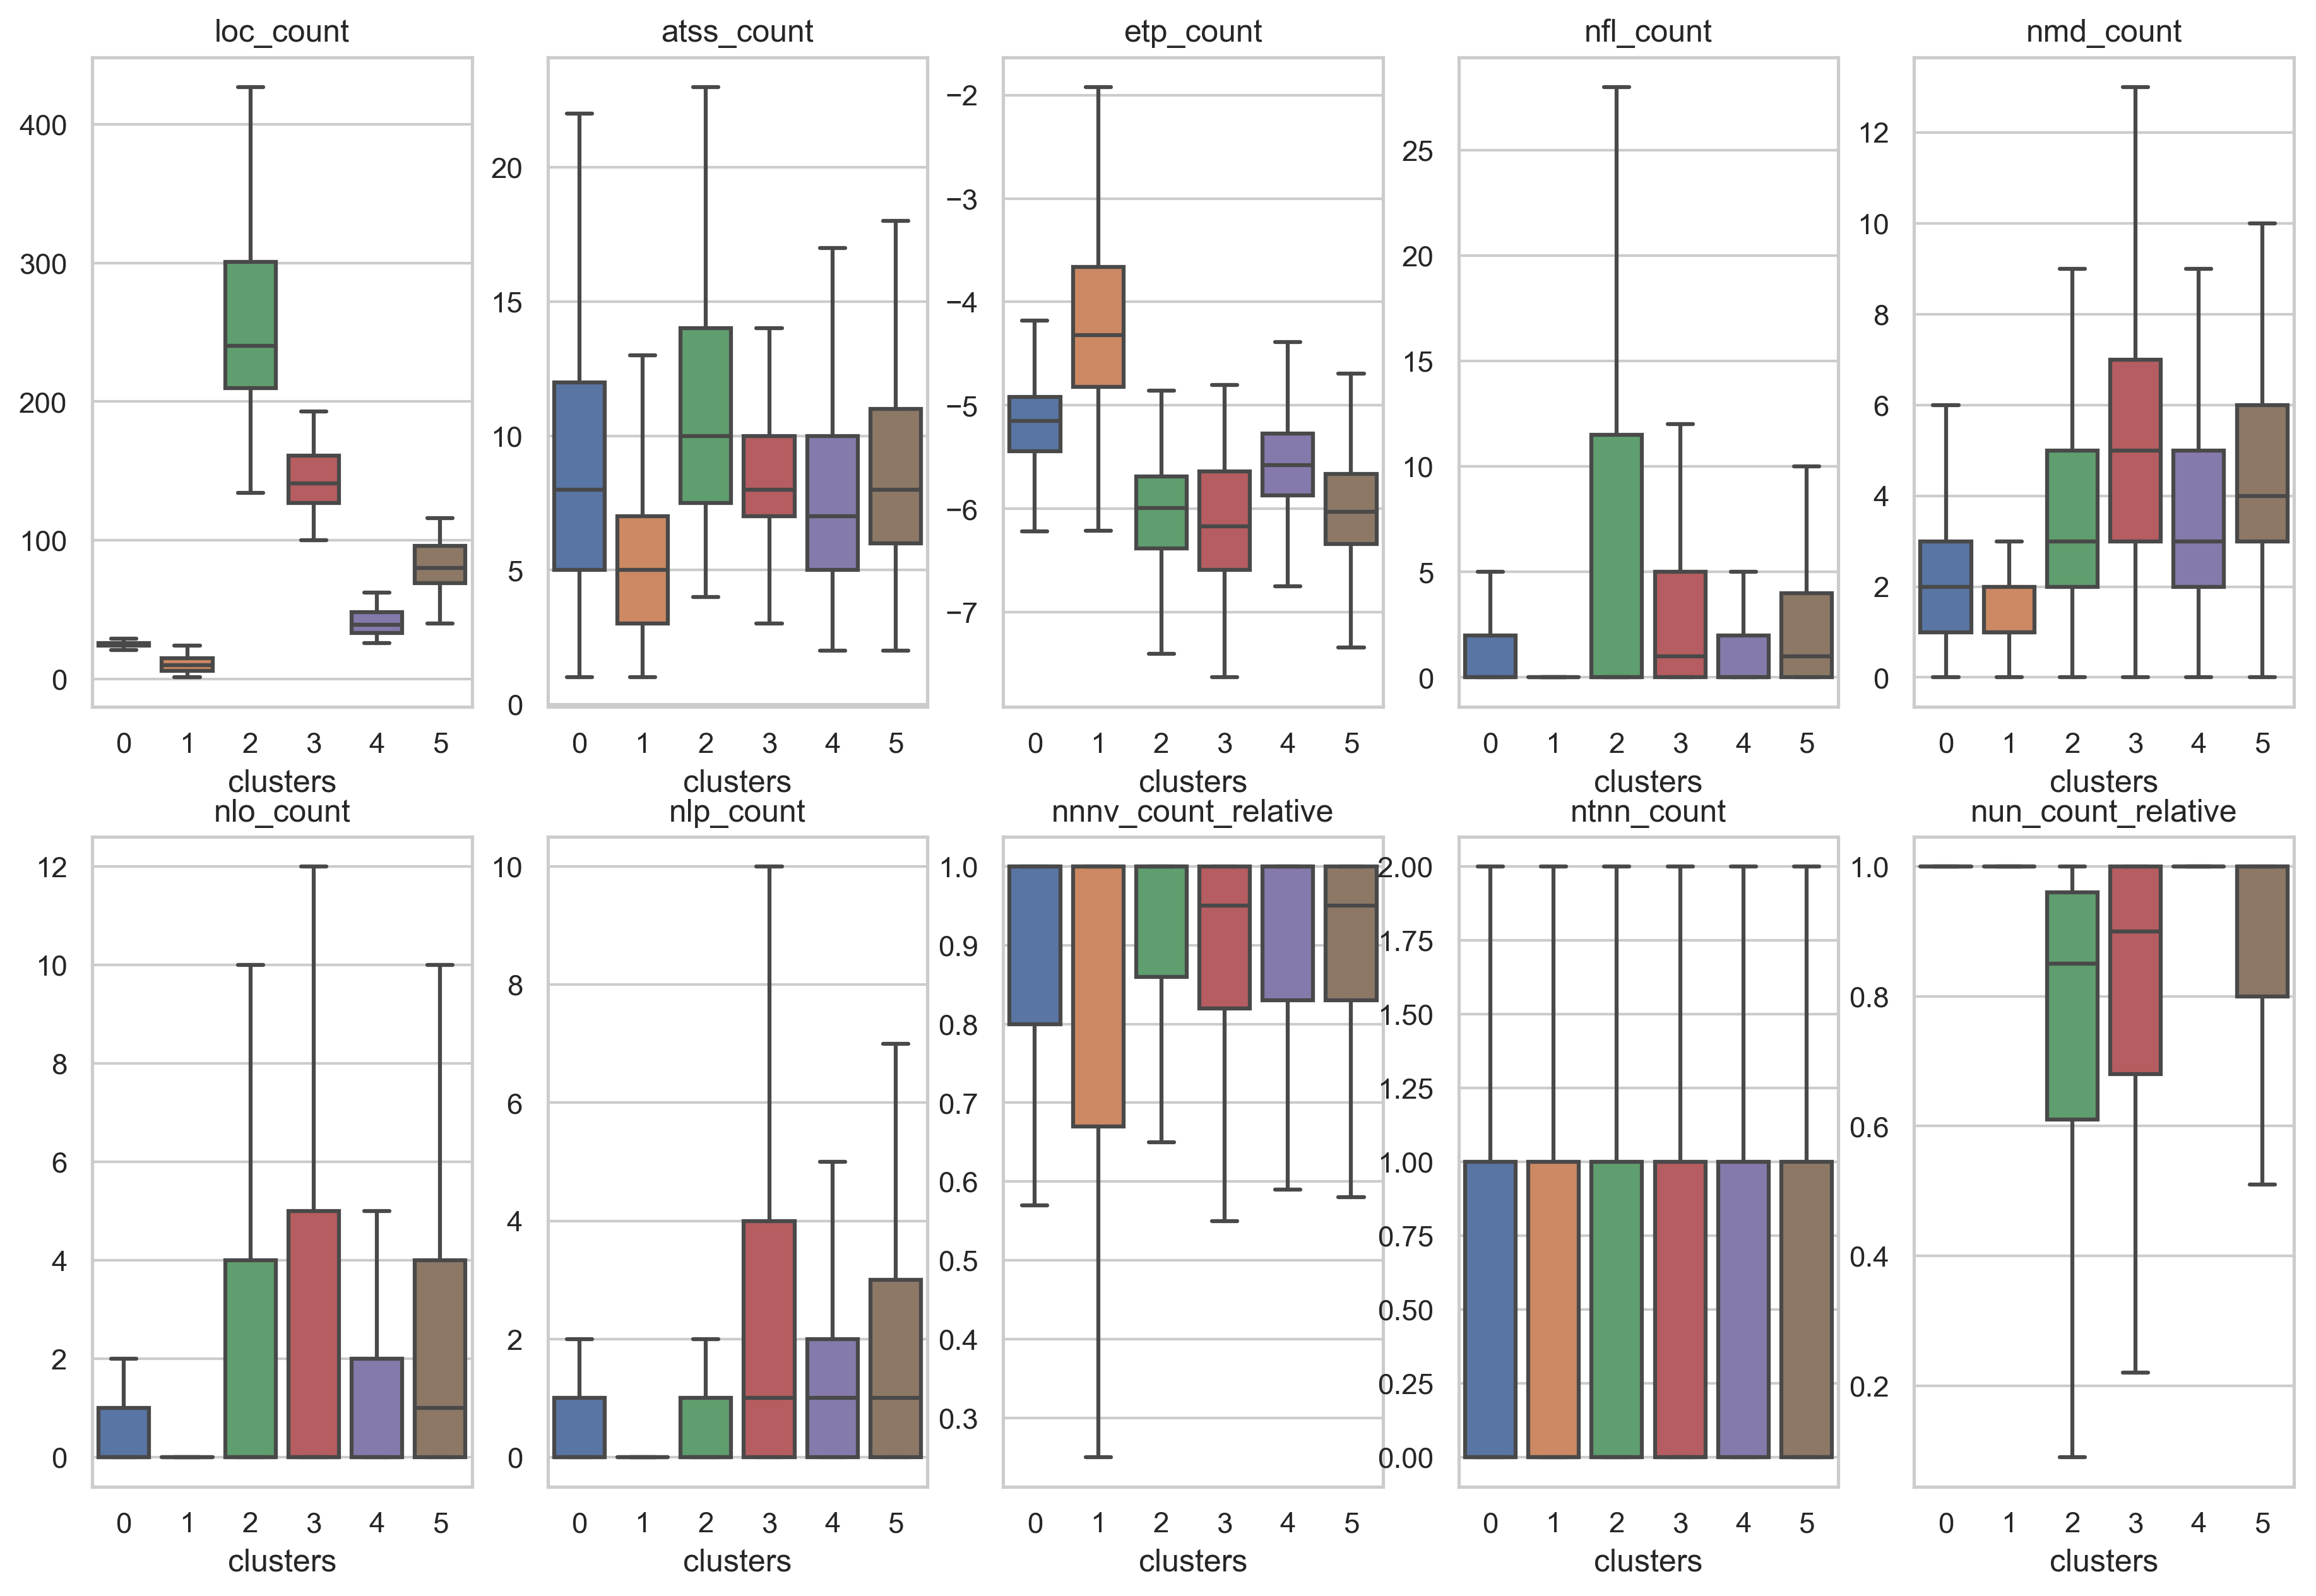 loc_count
400
300
200
100
0
0 1 2 3 4 5
clusters
atss_count
20
15
10
5
0
0 1 2 3 4 5
clusters
etp_count
−2
−3
−4
−5
−6
−7
0 1 2 3 4 5
clusters
nfl_count
25
20
15
10
5
0
0 1 2 3 4 5
clusters
nmd_count
12
10
8
6
4
2
0
0 1 2 3 4 5
clusters
nlo_count
12
10
8
6
4
2
0
0 1 2 3 4 5
clusters
nlp_count
10
8
6
4
2
0
0 1 2 3 4 5
clusters
nnnv_count_relative
1.0
0.9
0.8
0.7
0.6
0.5
0.4
0.3
0 1 2 3 4 5
clusters
ntnn_count
2.00
1.75
1.50
1.25
1.00
0.75
0.50
0.25
0.00
0 1 2 3 4 5
clusters
nun_count_relative
1.0
0.8
0.6
0.4
0.2
0 1 2 3 4 5
clusters